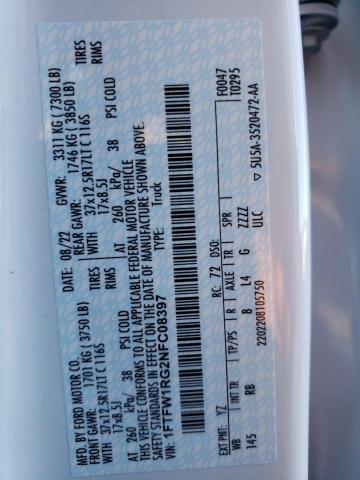 MFD. BY FORD MOTOR CO.
08/22
GVWR: 3311 KG ( 7300 LB)
FRONT GAWR: 1701 KG ( 3750 LB)
REAR GAWR: 1746 KG ( 3850 LB)
WITH 37x12.5R17LT C 116S TIRES
WITH 37x12.5R17LT C 116S TIRES
17x8.5J RIMS
17x8.5J RIMS
AT 260 kPa/ 38 PSI COLD
AT 260 kPa/ 38 PSI COLD
THIS VEHICLE CONFORMS TO ALL APPLICABLE FEDERAL MOTOR VEHICLE
SAFETY STANDARDS IN EFFECT ON THE DATE OF MANUFACTURE SHOWN ABOVE.
VIN: 1FTFW1RG2NFC08397
TYPE: Truck
F0047
T0295
EXT PNT: YZ RC: 72 DSO:
WB INT TR TP/PS R AXLE TR SPR
145 RB 8 L4 G ZZZZ
ULC
2202208105750
▽ 5U5A-3520472-AA